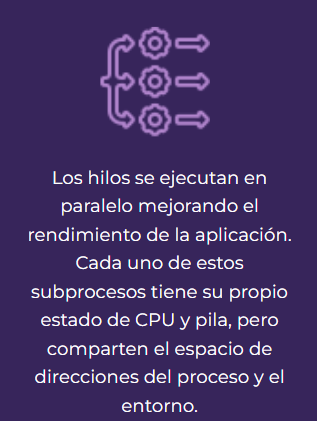 Los hilos se ejecutan en
paralelo mejorando el
rendimiento de la aplicación.
Cada uno de estos
subprocesos tiene su propio
estado de CPU y pila, pero
comparten el espacio de
direcciones del proceso y el
entorno.